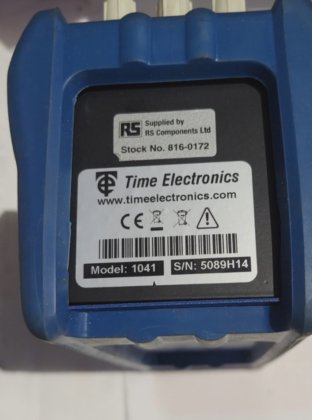 RS Supplied by
RS Components Ltd
Stock No. 816-0172
Time Electronics
www.timeelectronics.com
CE
Model: 1041 S/N: 5089H14